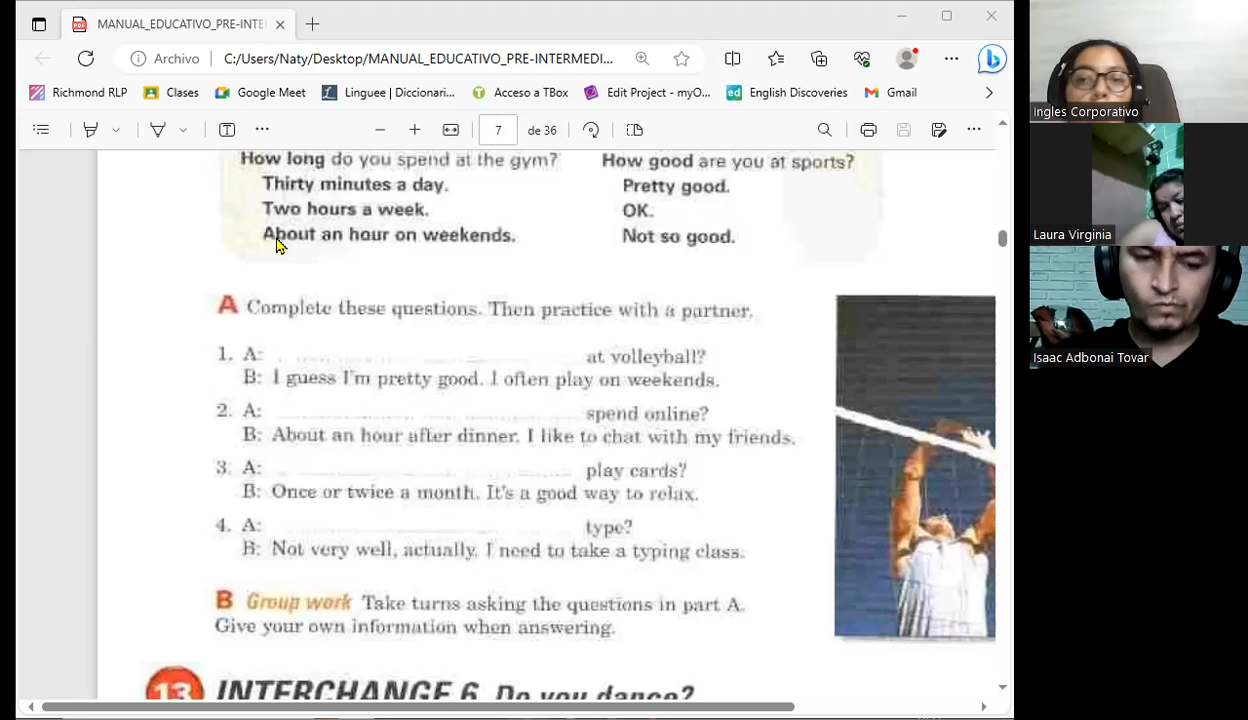 MANUAL_EDUCATIVO_PRE-INTER
Archivo C:/Users/Naty/Desktop/MANUAL_EDUCATIVO_PRE-INTERMEDI...
Richmond RLP Clases Google Meet Linguee | Diccionari... Acceso a TBox Edit Project - myO... English Discoveries Gmail
7 de 36
How long do you spend at the gym?
Thirty minutes a day.
Two hours a week.
About an hour on weekends.
How good are you at sports?
Pretty good.
OK.
Not so good.
A Complete these questions. Then practice with a partner.
1. A: at volleyball?
B: I guess I'm pretty good. I often play on weekends.
2. A: spend online?
B: About an hour after dinner. I like to chat with my friends.
3. A: play cards?
B: Once or twice a month. It's a good way to relax.
4. A: type?
B: Not very well, actually. I need to take a typing class.
B Group work Take turns asking the questions in part A.
Give your own information when answering.
13 INTERCHANGE 6 Do you dance?
Ingles Corporativo
Laura Virginia
Isaac Adbonai Tovar